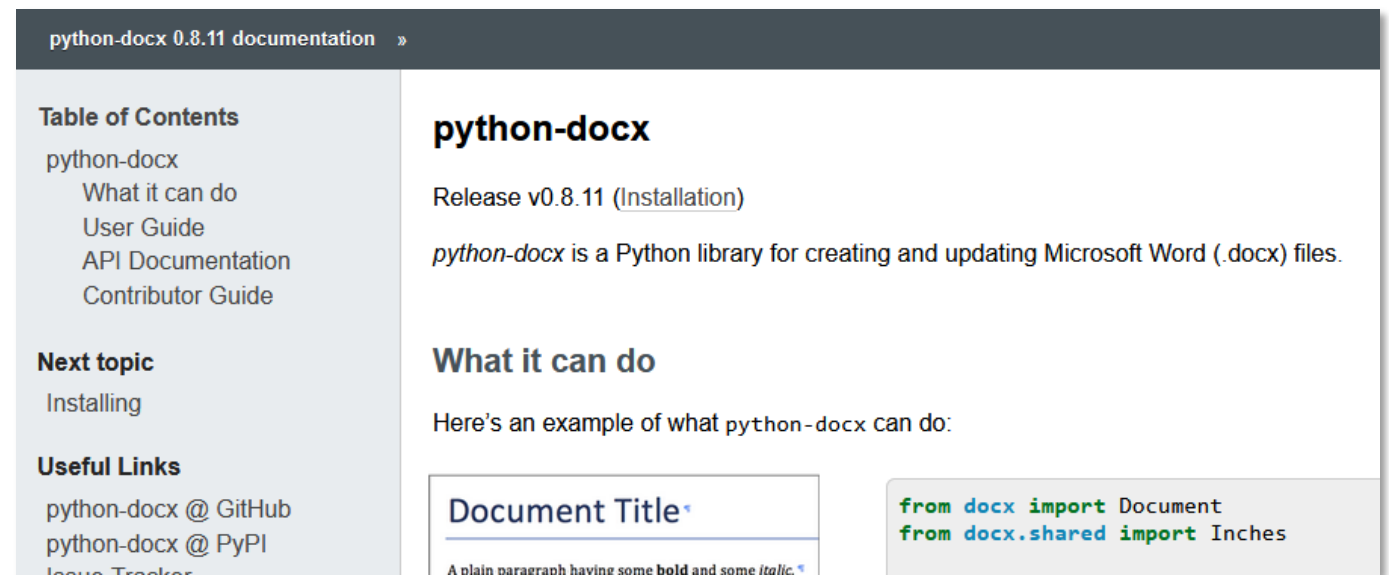 python-docx 0.8.11 documentation »
Table of Contents
python-docx
What it can do
User Guide
API Documentation
Contributor Guide
Next topic
Installing
Useful Links
python-docx @ GitHub
python-docx @ PyPI
Issue Tracker
python-docx
Release v0.8.11 (Installation)
python-docx is a Python library for creating and updating Microsoft Word (.docx) files.
What it can do
Here’s an example of what python-docx can do:
Document Title¶
A plain paragraph having some bold and some italic.¶
from docx import Document
from docx.shared import Inches